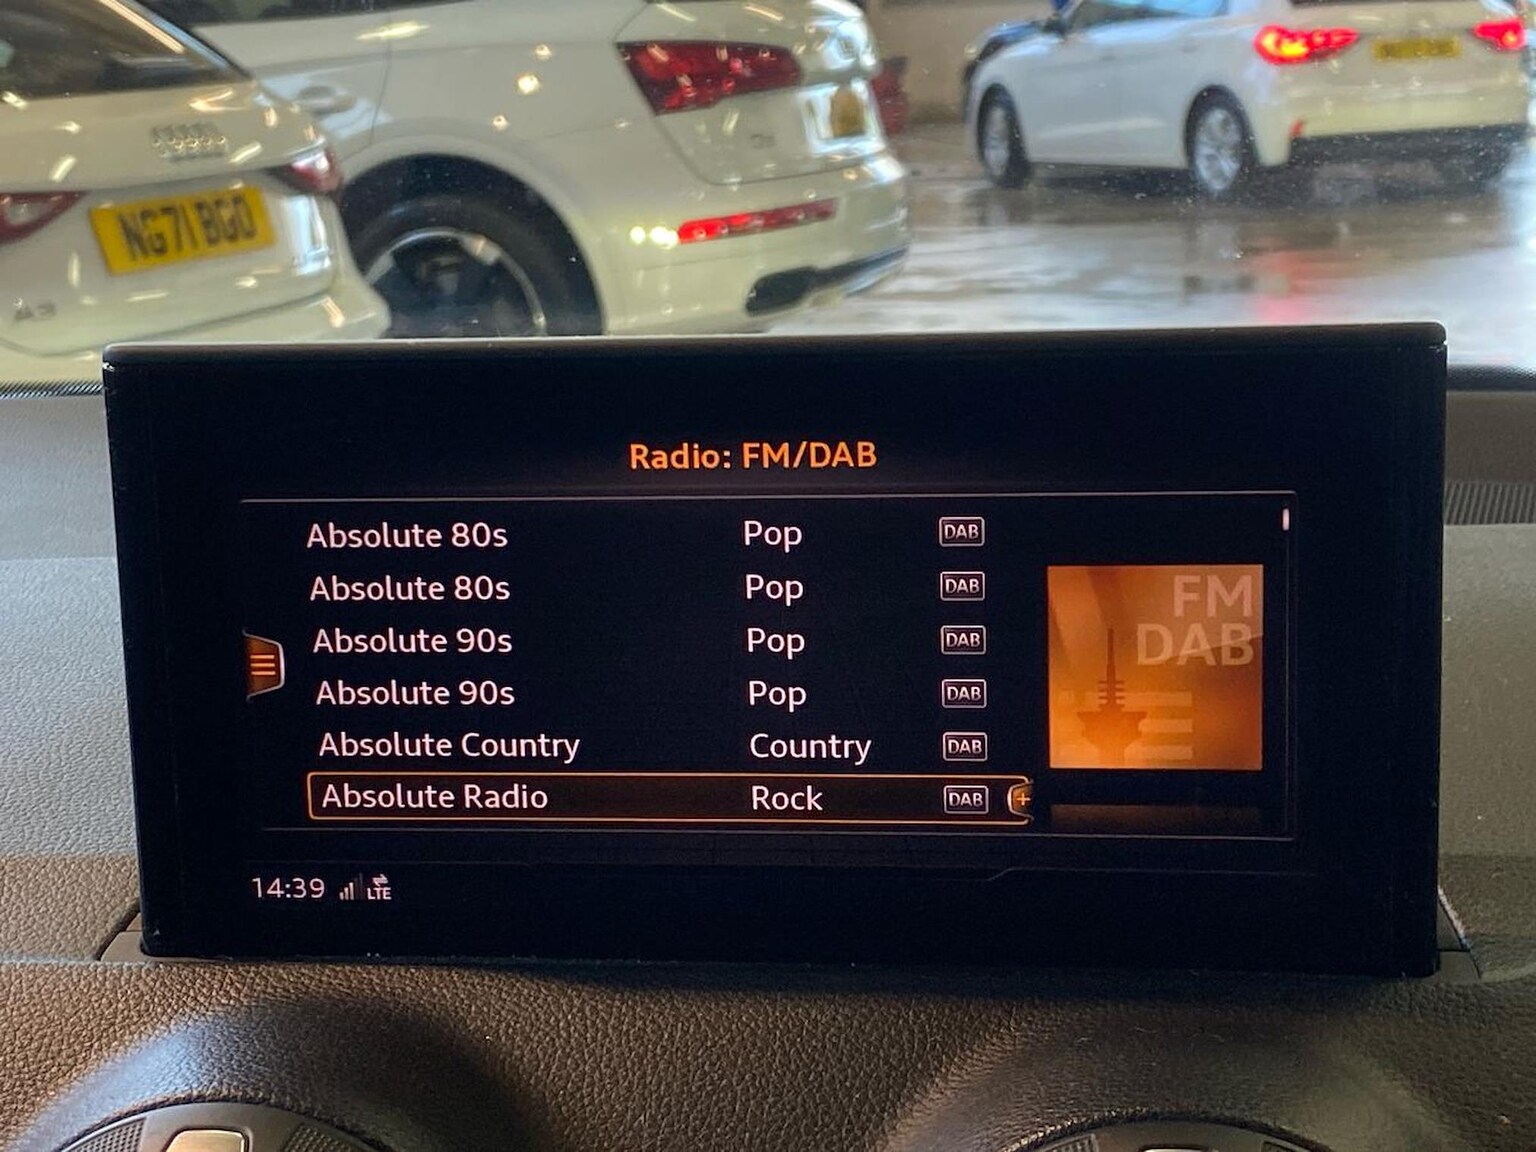 NG71 BGO
A3
Radio: FM/DAB
Absolute 80s Pop DAB
Absolute 80s Pop DAB
Absolute 90s Pop DAB
Absolute 90s Pop DAB
Absolute Country Country DAB
Absolute Radio Rock DAB +
FM
DAB
14:39 LTE